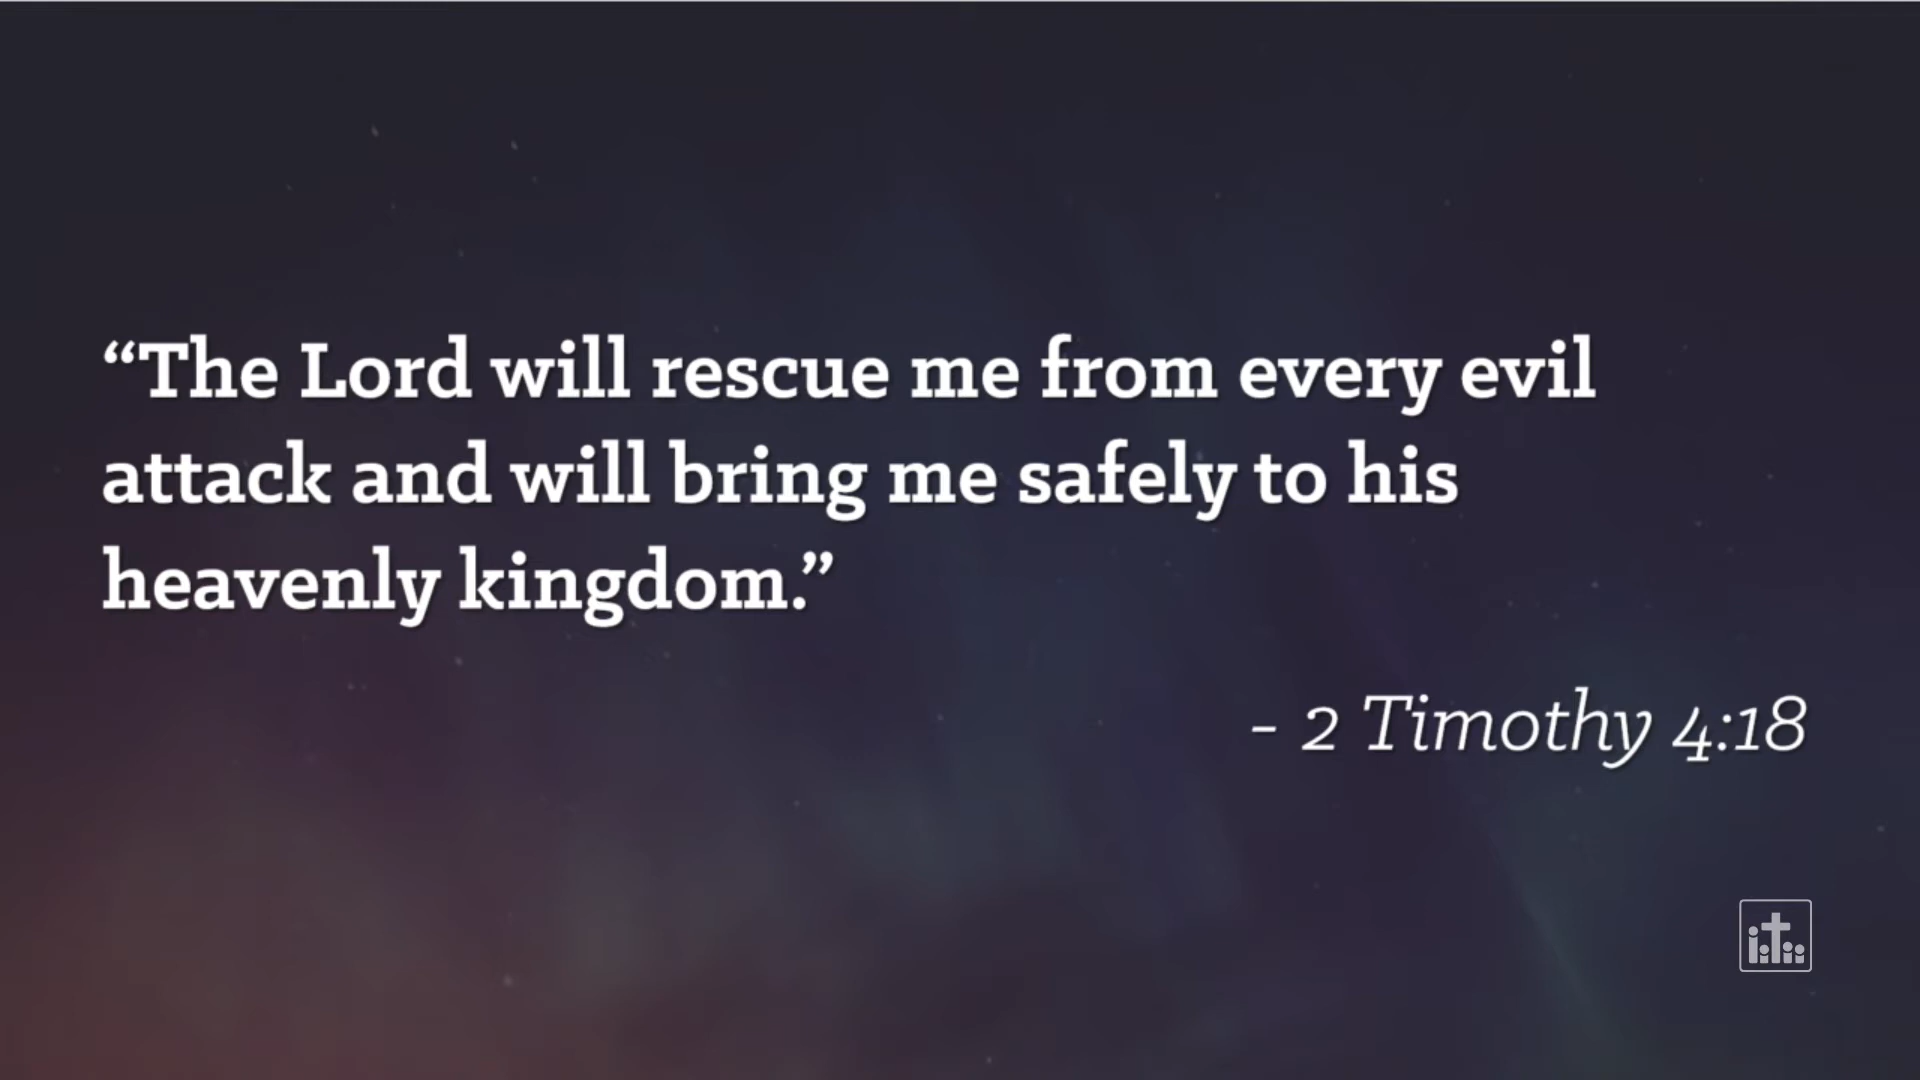 “The Lord will rescue me from every evil
attack and will bring me safely to his
heavenly kingdom.”
- 2 Timothy 4:18